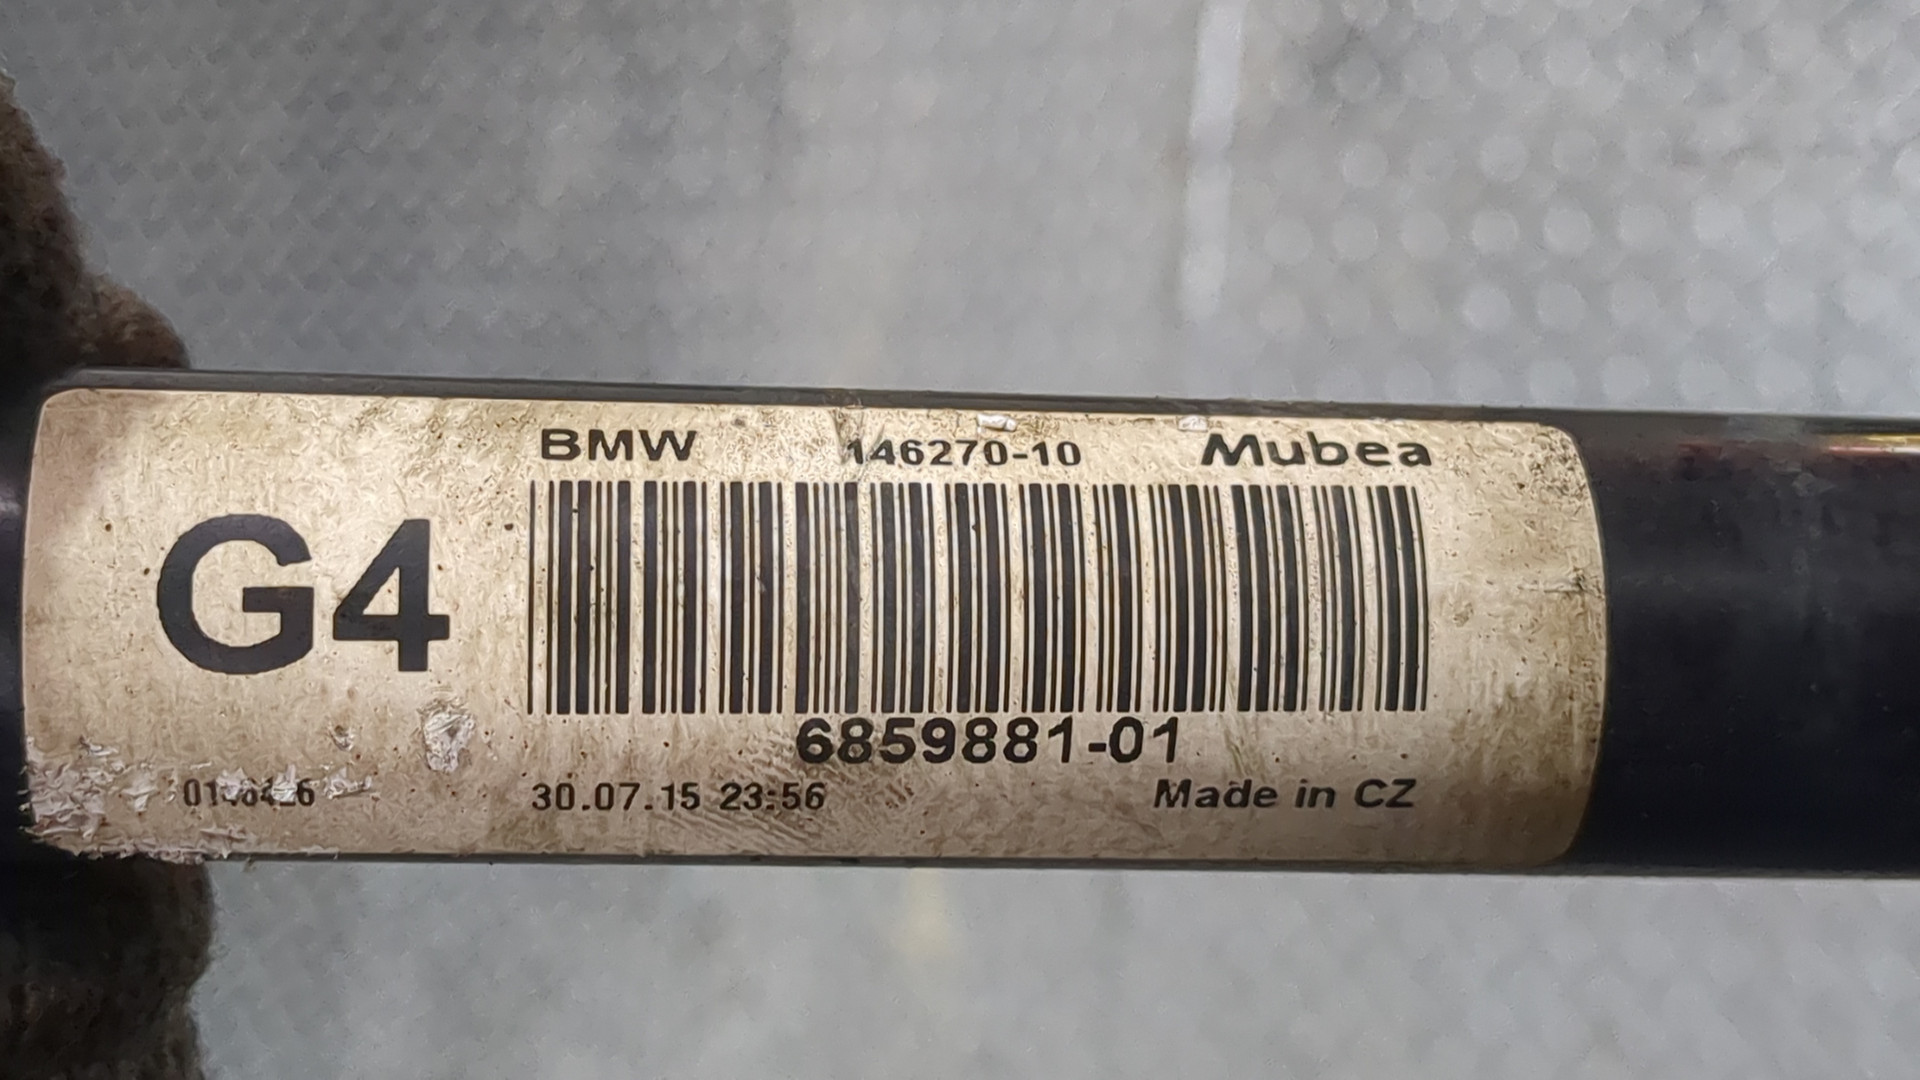 BMW 146270-10 Mubea
G4
6859881-01
30.07.15 23:56 Made in CZ